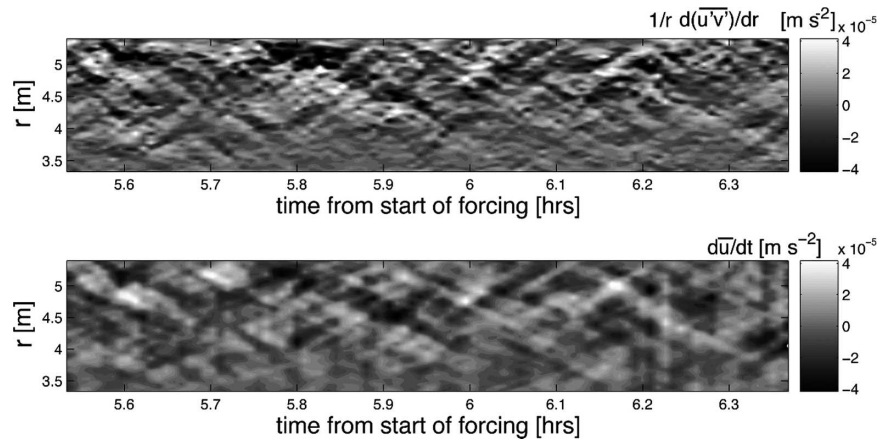 1/r d(u'v')/dr [m s⁻²] x 10⁻⁵
5
4.5
4
3.5
r [m]
4
2
0
−2
−4
5.6 5.7 5.8 5.9 6 6.1 6.2 6.3
time from start of forcing [hrs]
du/dt [m s⁻²] x 10⁻⁵
5
4.5
4
3.5
r [m]
4
2
0
−2
−4
5.6 5.7 5.8 5.9 6 6.1 6.2 6.3
time from start of forcing [hrs]